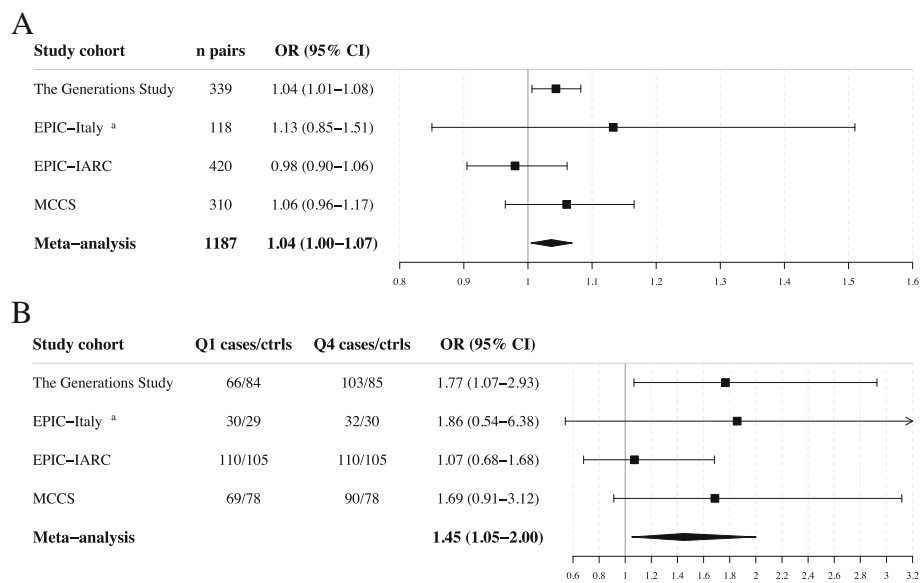 A
Study cohort n pairs OR (95% CI)
The Generations Study 339 1.04 (1.01−1.08)
EPIC−Italy a 118 1.13 (0.85−1.51)
EPIC−IARC 420 0.98 (0.90−1.06)
MCCS 310 1.06 (0.96−1.17)
Meta−analysis 1187 1.04 (1.00−1.07)
0.8 0.9 1 1.1 1.2 1.3 1.4 1.5 1.6
B
Study cohort Q1 cases/ctrls Q4 cases/ctrls OR (95% CI)
The Generations Study 66/84 103/85 1.77 (1.07−2.93)
EPIC−Italy a 30/29 32/30 1.86 (0.54−6.38)
EPIC−IARC 110/105 110/105 1.07 (0.68−1.68)
MCCS 69/78 90/78 1.69 (0.91−3.12)
Meta−analysis 1.45 (1.05−2.00)
0.6 0.8 1 1.2 1.4 1.6 1.8 2 2.2 2.4 2.6 2.8 3 3.2